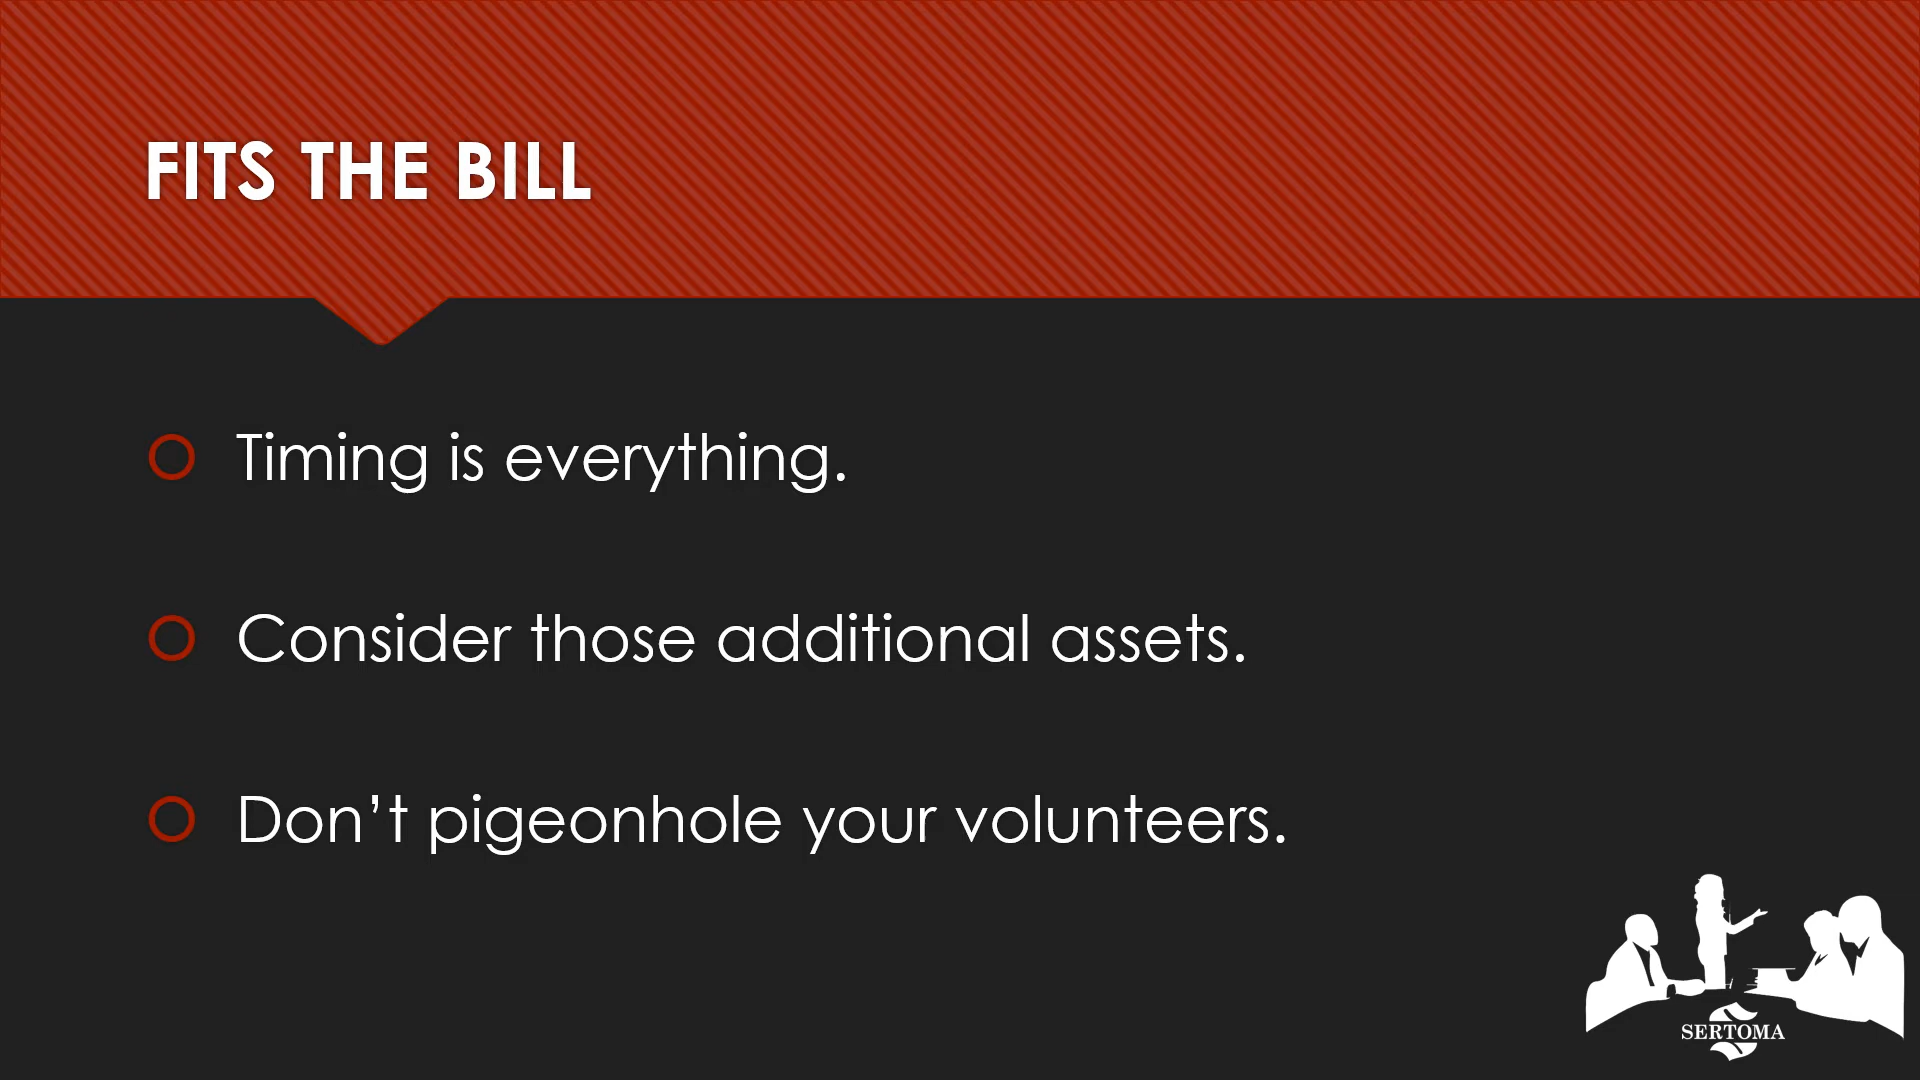 FITS THE BILL
Timing is everything.
Consider those additional assets.
Don’t pigeonhole your volunteers.
SERTOMA